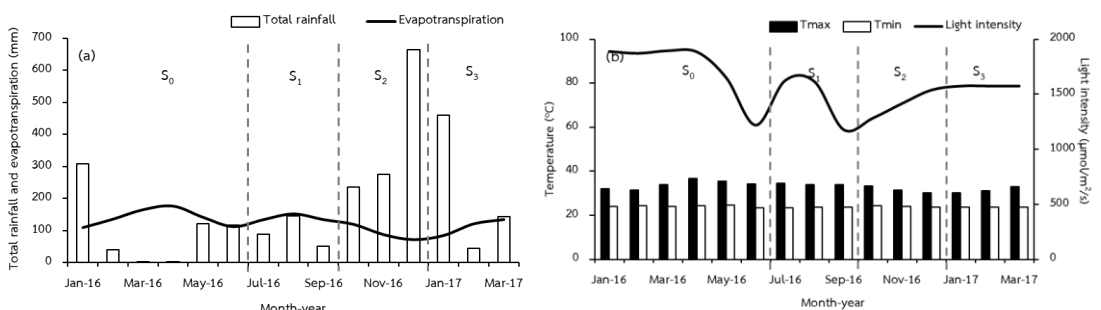 Total rainfall Evapotranspiration
(a)
Total rainfall and evapotranspiration (mm)
700
600
500
400
300
200
100
0
S0 S1 S2 S3
Jan-16 Mar-16 May-16 Jul-16 Sep-16 Nov-16 Jan-17 Mar-17
Month-year
Tmax Tmin Light intensity
(b)
Temperature (°C)
100
80
60
40
20
0
S0 S1 S2 S3
2000
1500
1000
500
0
Light intensity (µmol/m²/s)
Jan-16 Mar-16 May-16 Jul-16 Sep-16 Nov-16 Jan-17 Mar-17
Month-year